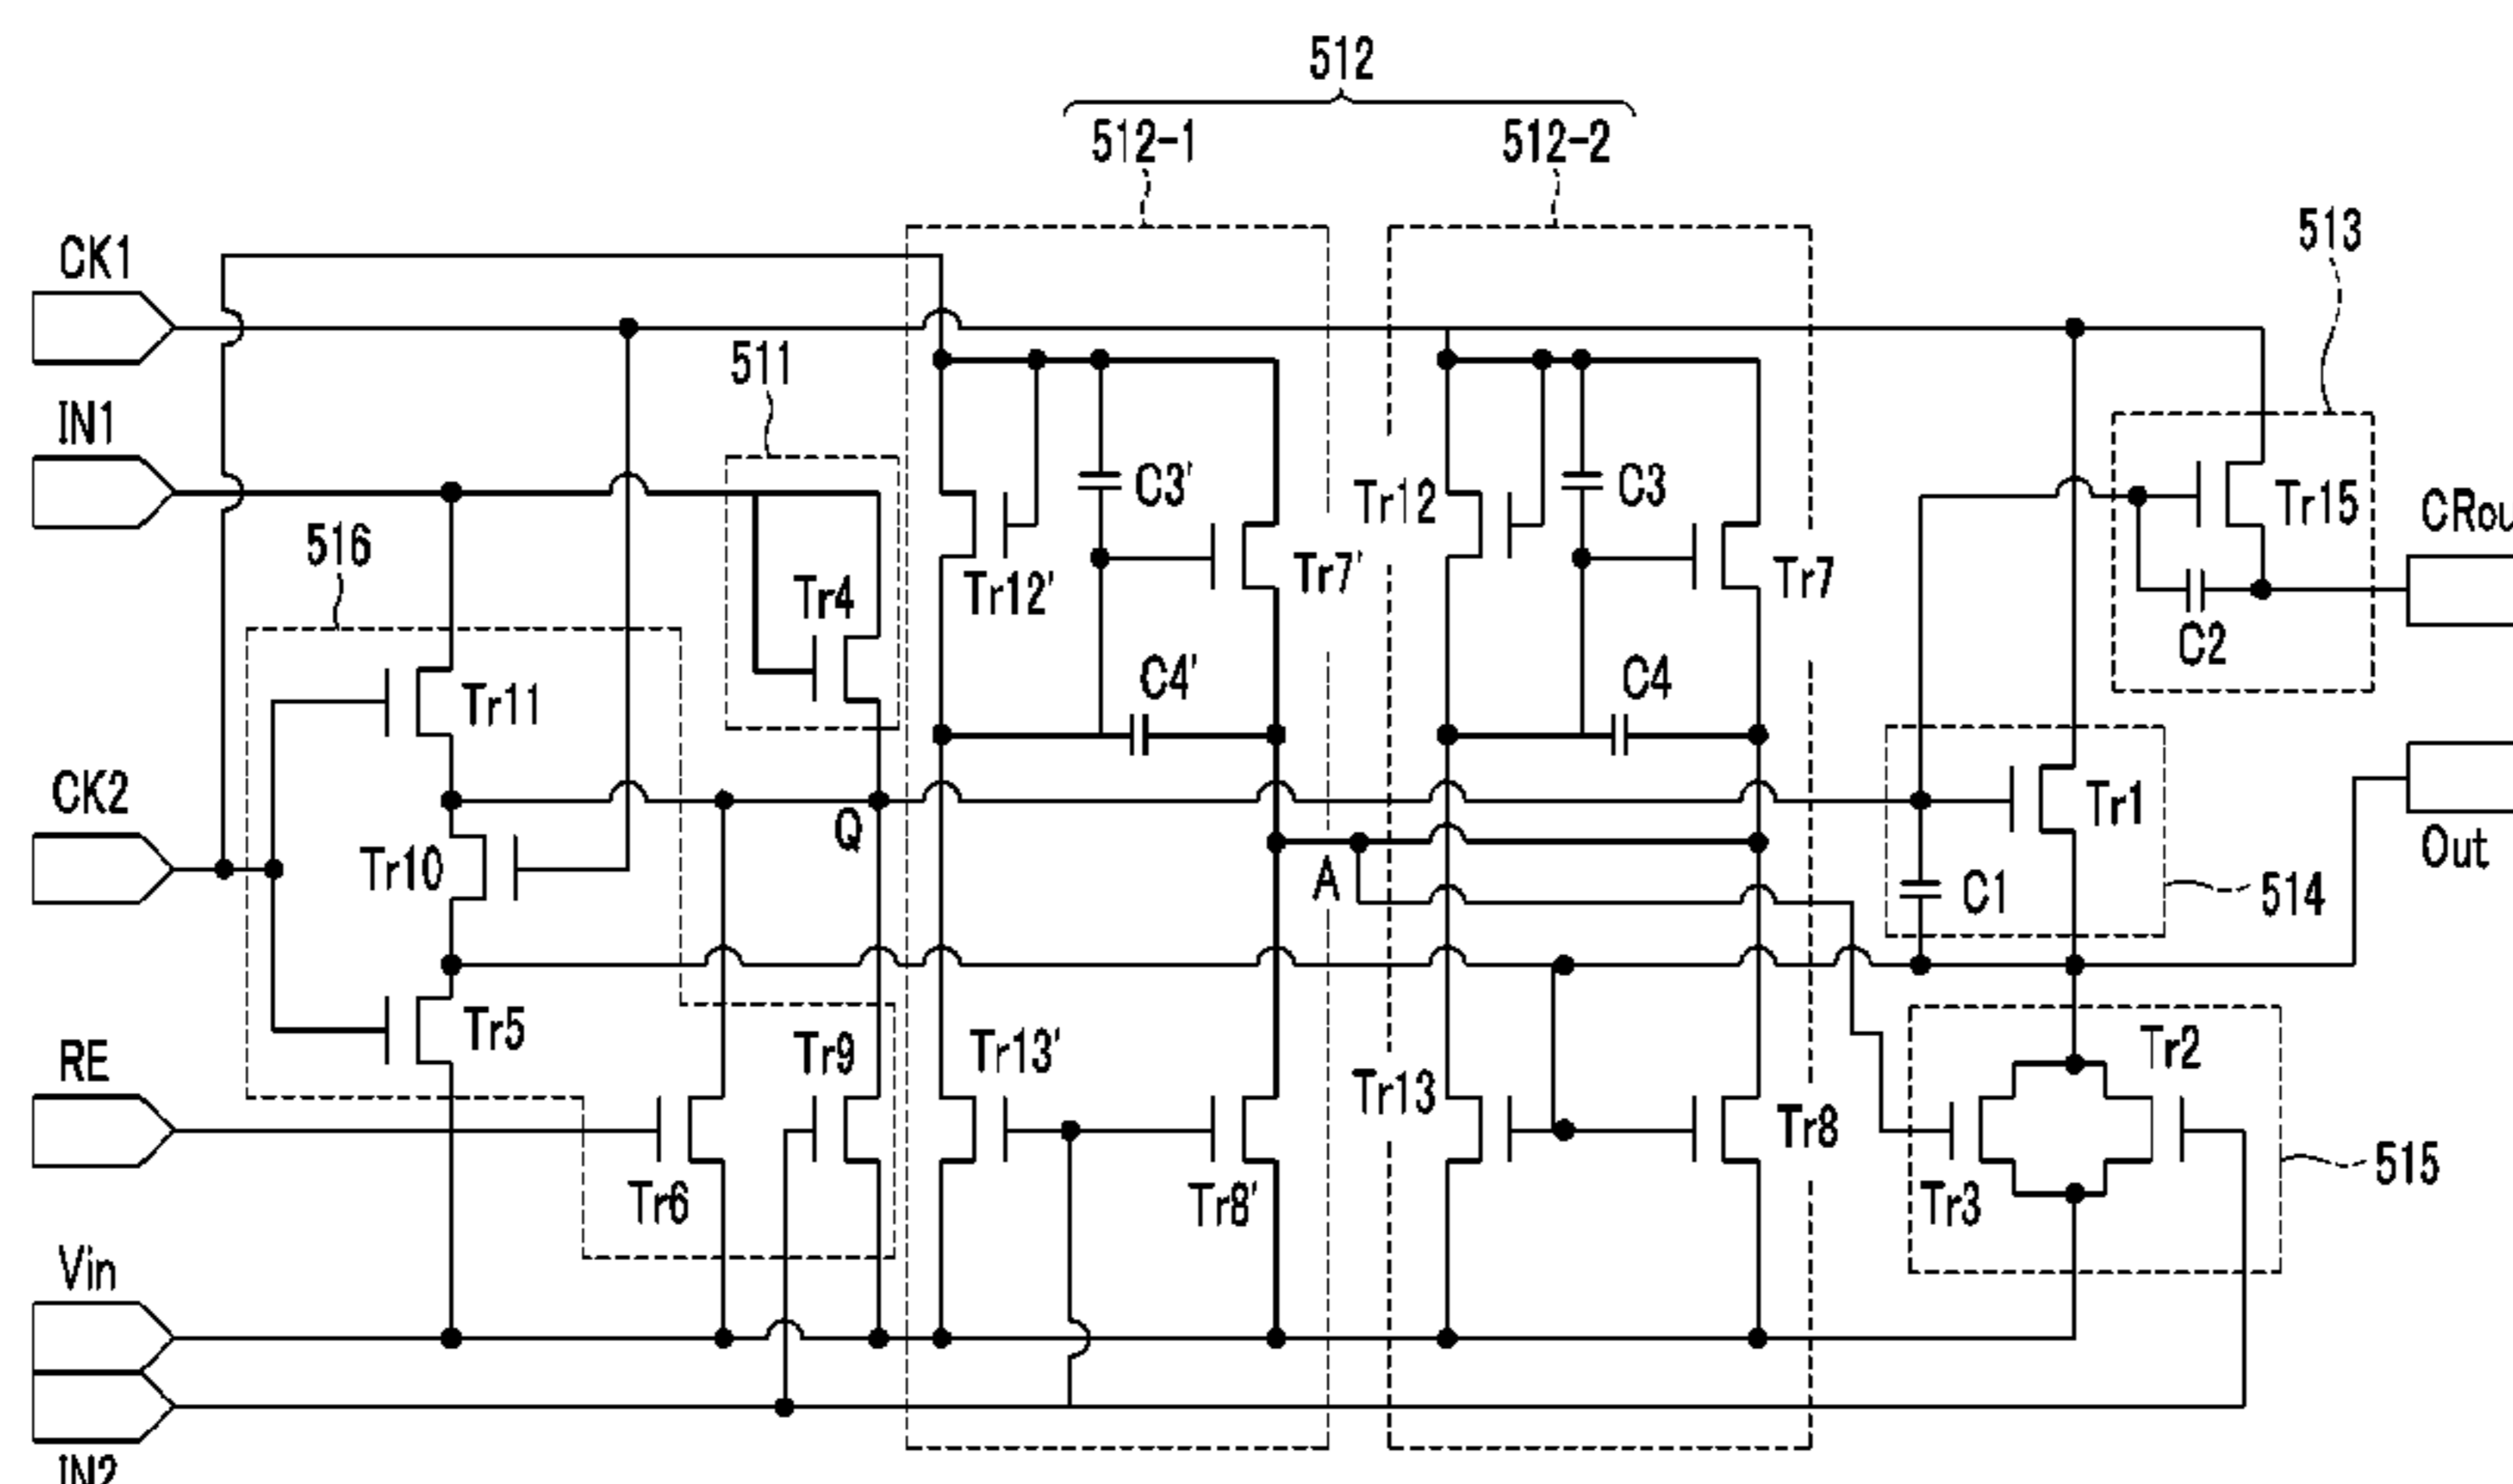 512
512-1
512-2
513
CK1
511
IN1
C3'
Tr12
C3
Tr15
CRou
516
Tr12'
Tr7'
Tr7
Tr4
C2
C4'
C4
Tr11
CK2
Tr1
Q
Tr10
Out
A
C1
514
Tr5
Tr9
Tr13'
Tr2
RE
Tr13
Tr8
515
Tr6
Tr8'
Tr3
Vin
IN2